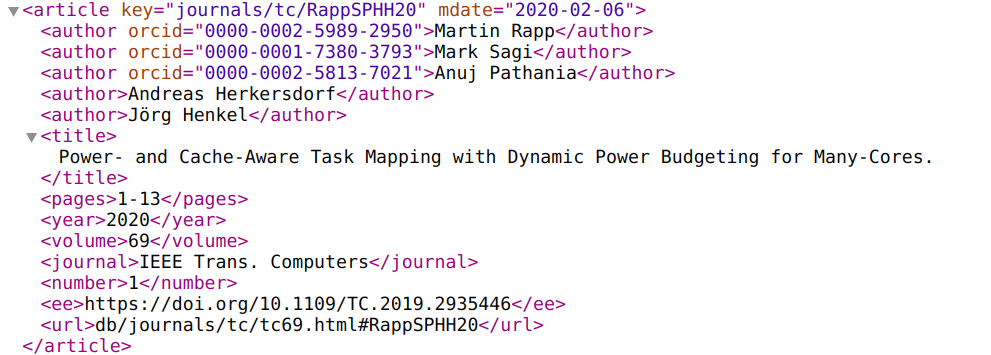 <article key="journals/tc/RappSPHH20" mdate="2020-02-06">
<author orcid="0000-0002-5989-2950">Martin Rapp</author>
<author orcid="0000-0001-7380-3793">Mark Sagi</author>
<author orcid="0000-0002-5813-7021">Anuj Pathania</author>
<author>Andreas Herkersdorf</author>
<author>Jörg Henkel</author>
<title>
Power- and Cache-Aware Task Mapping with Dynamic Power Budgeting for Many-Cores.
</title>
<pages>1-13</pages>
<year>2020</year>
<volume>69</volume>
<journal>IEEE Trans. Computers</journal>
<number>1</number>
<ee>https://doi.org/10.1109/TC.2019.2935446</ee>
<url>db/journals/tc/tc69.html#RappSPHH20</url>
</article>